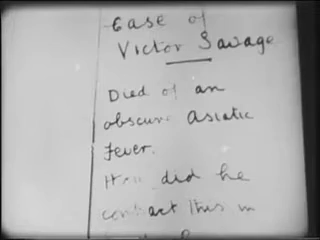 Case of
Victor Savage
Died of an
obscure Asiatic
Fever.
How did he
contract this in